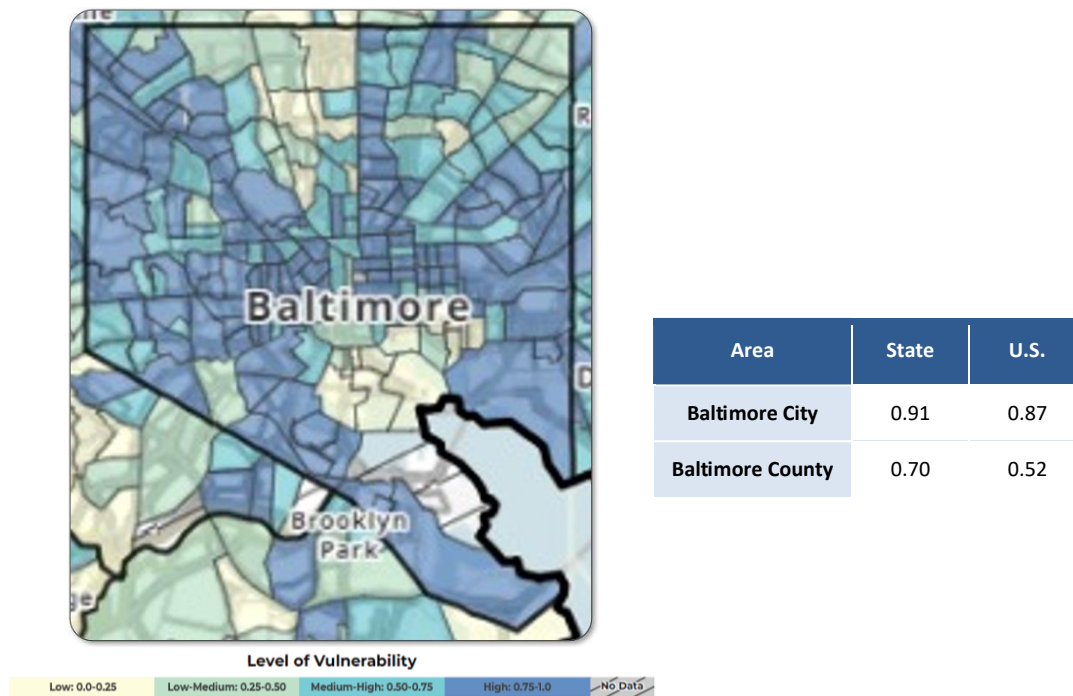 Baltimore
Brooklyn
Park
Level of Vulnerability
Low: 0.0-0.25 Low-Medium: 0.25-0.50 Medium-High: 0.50-0.75 High: 0.75-1.0 No Data
Area State U.S.
Baltimore City 0.91 0.87
Baltimore County 0.70 0.52